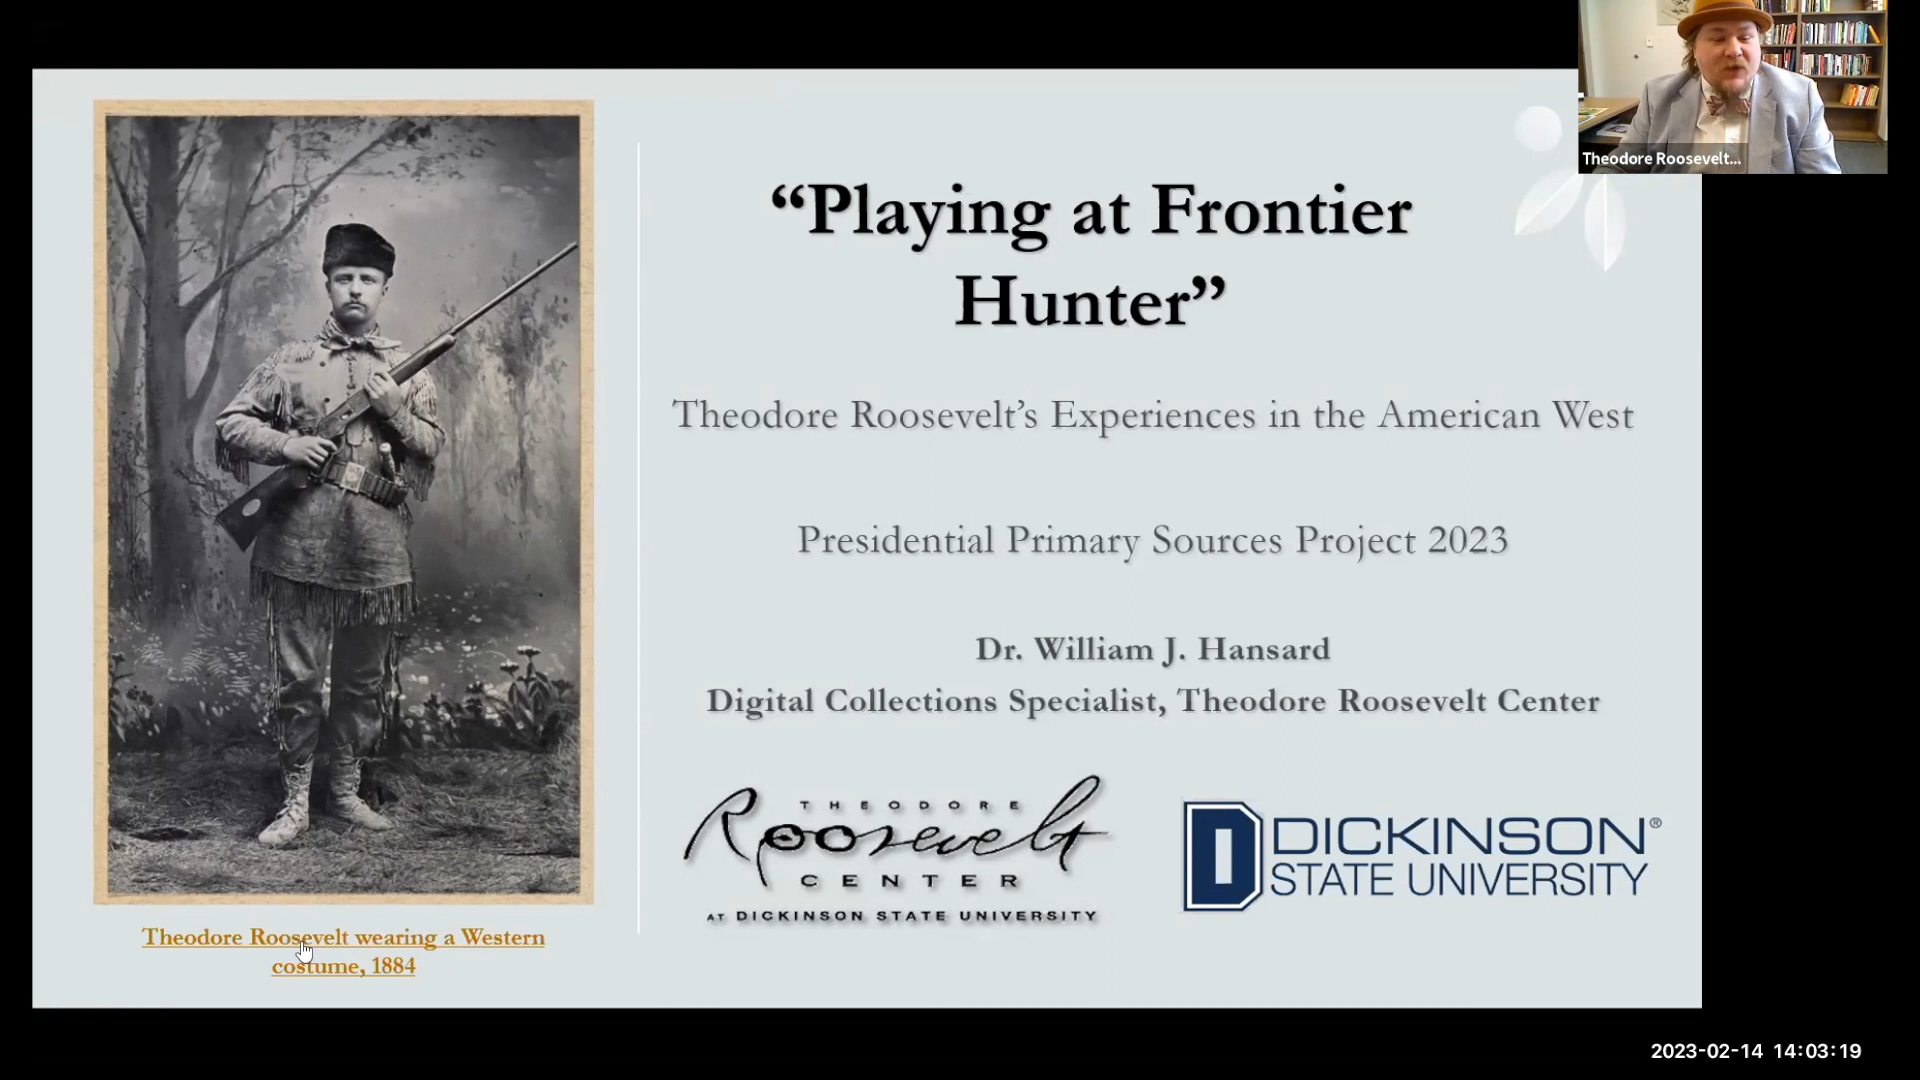 Theodore Roosevelt...
“Playing at Frontier
Hunter”
Theodore Roosevelt’s Experiences in the American West
Presidential Primary Sources Project 2023
Dr. William J. Hansard
Digital Collections Specialist, Theodore Roosevelt Center
THEODORE
Roosevelt
CENTER
AT DICKINSON STATE UNIVERSITY
D DICKINSON®
STATE UNIVERSITY
Theodore Roosevelt wearing a Western
costume, 1884
2023-02-14 14:03:19